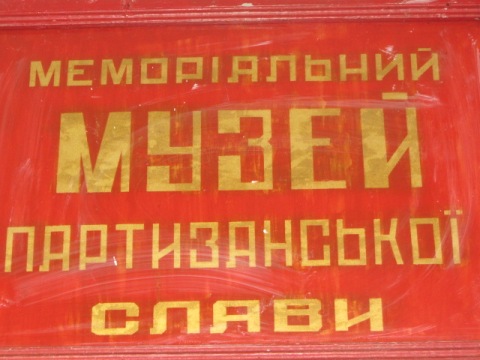 МЕМОРІАЛЬНИЙ
МУЗЕЙ
ПАРТИЗАНСЬКОЇ
СЛАВИ